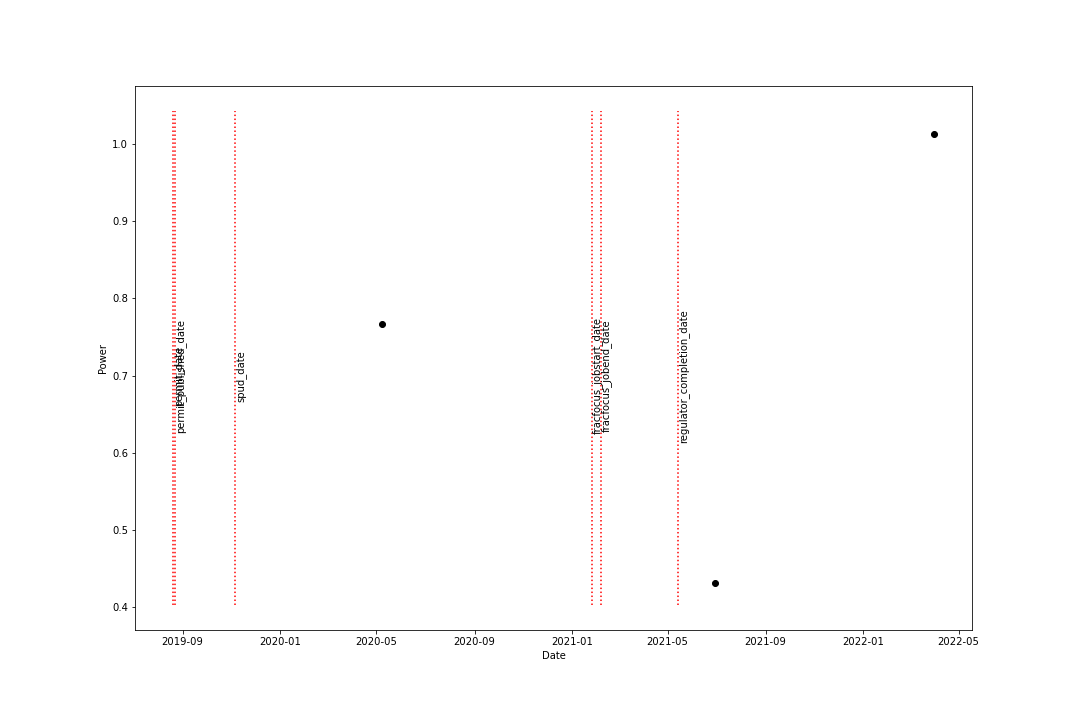 1.0
0.9
0.8
0.7
0.6
0.5
0.4
Power
permit_published_date
spud_date
fracfocus_jobstart_date
fracfocus_jobend_date
regulator_completion_date
2019-09
2020-01
2020-05
2020-09
2021-01
2021-05
2021-09
2022-01
2022-05
Date